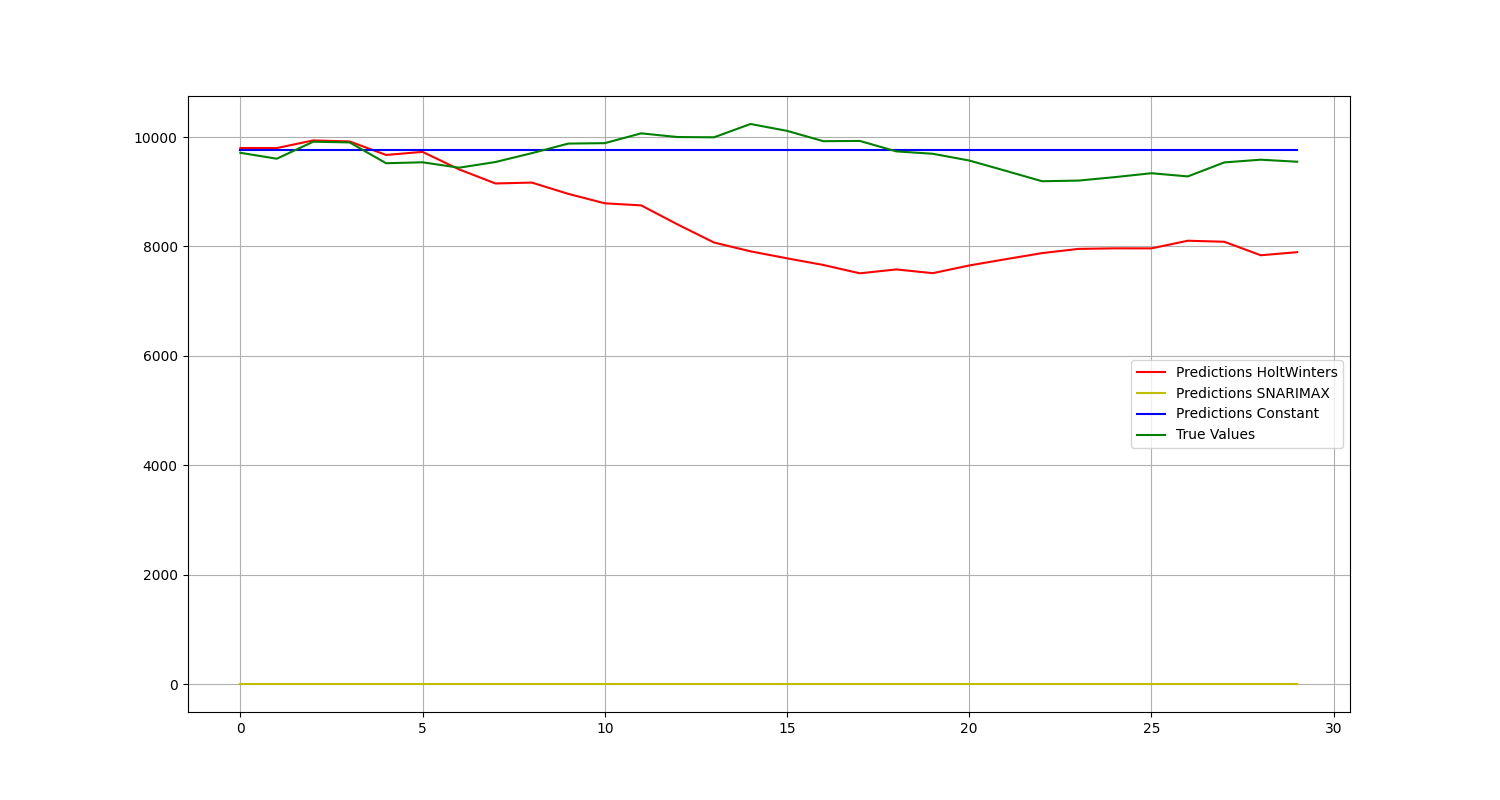 10000
8000
6000
4000
2000
0
0 5 10 15 20 25 30
Predictions HoltWinters
Predictions SNARIMAX
Predictions Constant
True Values